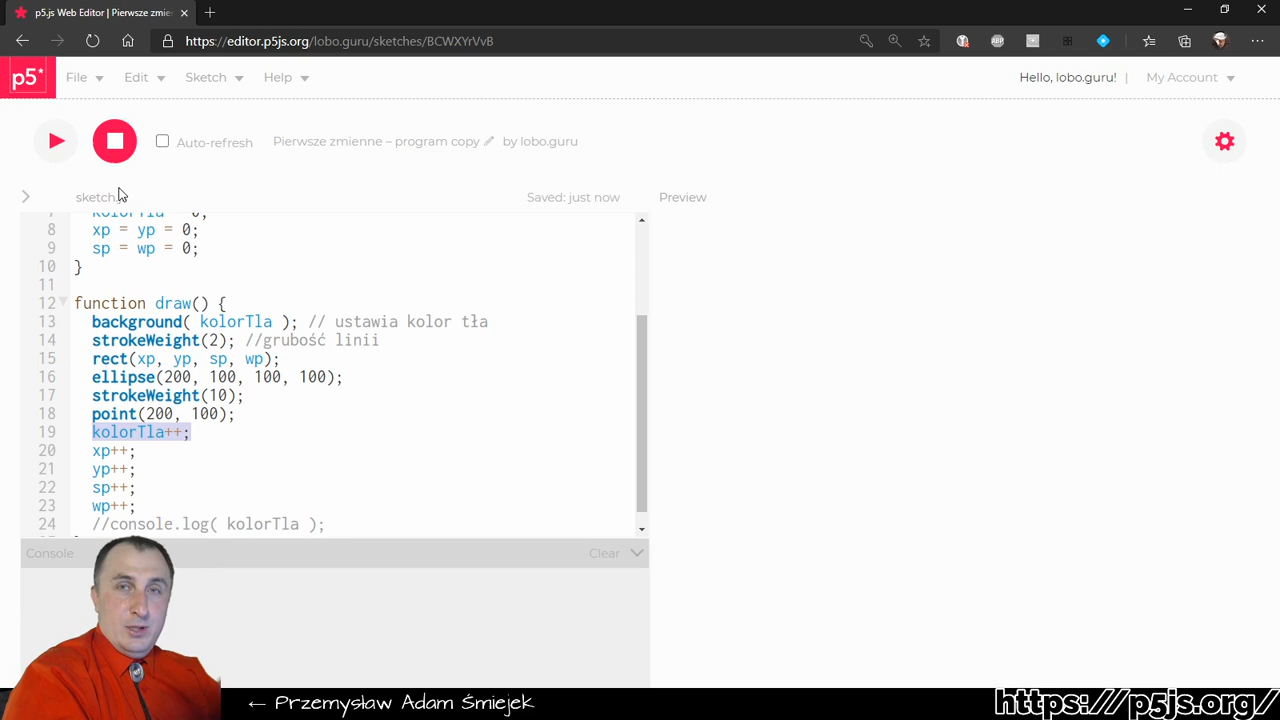 p5.js Web Editor | Pierwsze zmie
https://editor.p5js.org/lobo.guru/sketches/BCWXYrVvB
ABP
p5* File Edit Sketch Help Hello, lobo.guru! | My Account
Auto-refresh Pierwsze zmienne – program copy by lobo.guru
sketch Saved: just now Preview
7 kolorTla = 0;
8 xp = yp = 0;
9 sp = wp = 0;
10 }
11
12 function draw() {
13 background( kolorTla ); // ustawia kolor tła
14 strokeWeight(2); //grubość linii
15 rect(xp, yp, sp, wp);
16 ellipse(200, 100, 100, 100);
17 strokeWeight(10);
18 point(200, 100);
19 kolorTla++;
20 xp++;
21 yp++;
22 sp++;
23 wp++;
24 //console.log( kolorTla );
Console Clear
← Przemysław Adam Śmiejek
https://p5js.org/